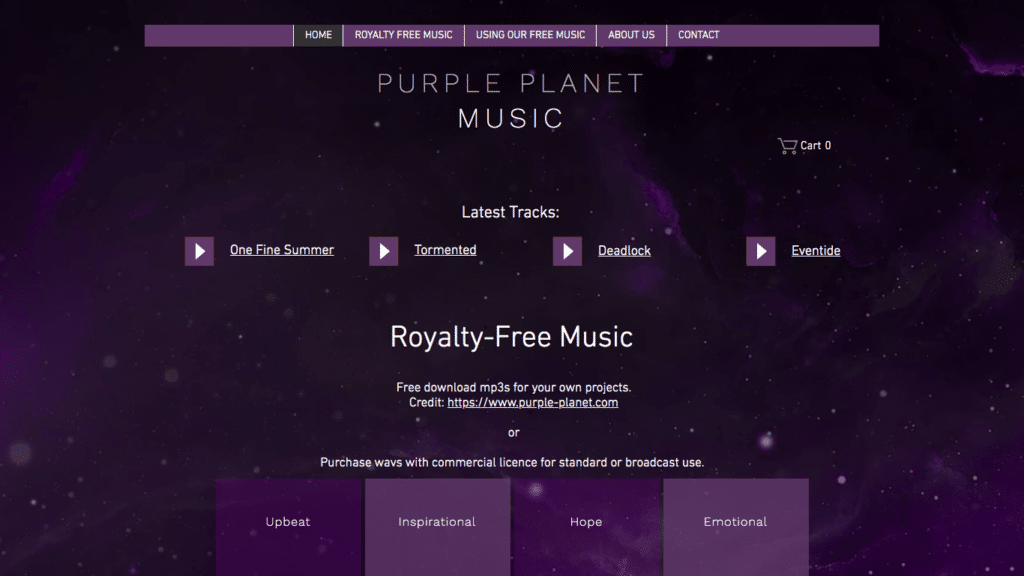 HOME ROYALTY FREE MUSIC USING OUR FREE MUSIC ABOUT US CONTACT
PURPLE PLANET
MUSIC
Cart 0
Latest Tracks:
One Fine Summer Tormented Deadlock Eventide
Royalty-Free Music
Free download mp3s for your own projects.
Credit: https://www.purple-planet.com
or
Purchase wavs with commercial licence for standard or broadcast use.
Upbeat Inspirational Hope Emotional